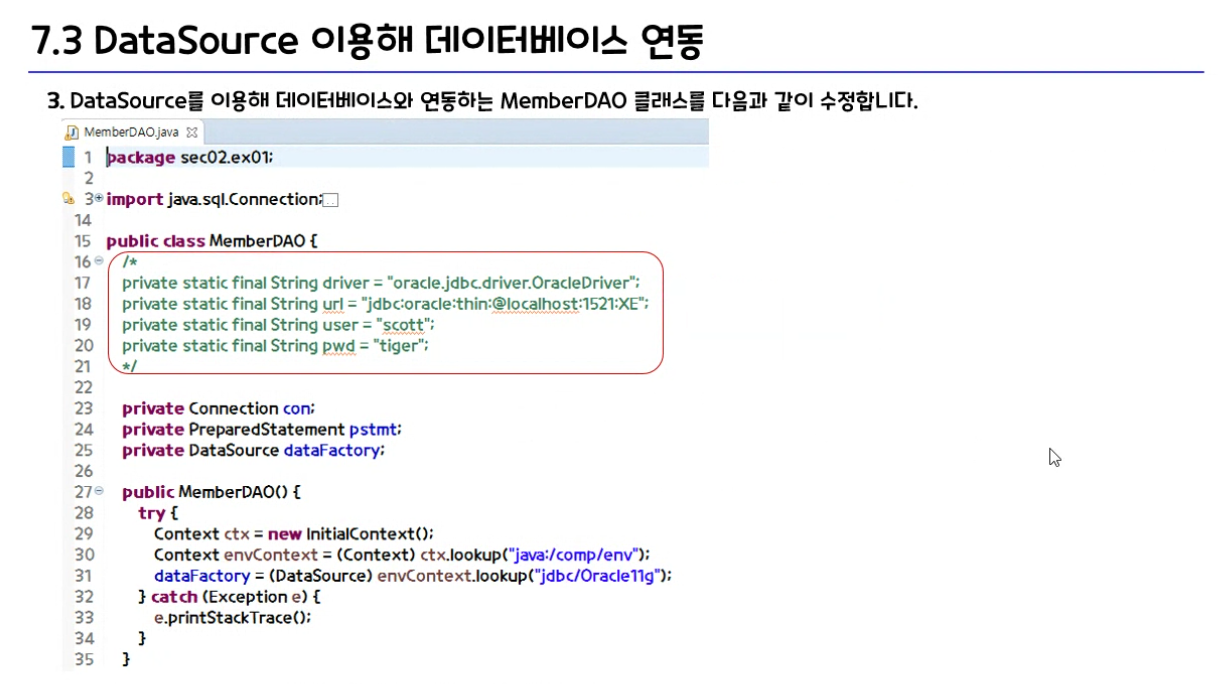 7.3 DataSource 이용해 데이터베이스 연동
3. DataSource를 이용해 데이터베이스와 연동하는 MemberDAO 클래스를 다음과 같이 수정합니다.
MemberDAO.java
1 package sec02.ex01;
2
3 import java.sql.Connection;
14
15 public class MemberDAO {
16 /*
17 private static final String driver = "oracle.jdbc.driver.OracleDriver";
18 private static final String url = "jdbc:oracle:thin:@localhost:1521:XE";
19 private static final String user = "scott";
20 private static final String pwd = "tiger";
21 */
22
23 private Connection con;
24 private PreparedStatement pstmt;
25 private DataSource dataFactory;
26
27 public MemberDAO() {
28 try {
29 Context ctx = new InitialContext();
30 Context envContext = (Context) ctx.lookup("java:/comp/env");
31 dataFactory = (DataSource) envContext.lookup("jdbc/Oracle11g");
32 } catch (Exception e) {
33 e.printStackTrace();
34 }
35 }